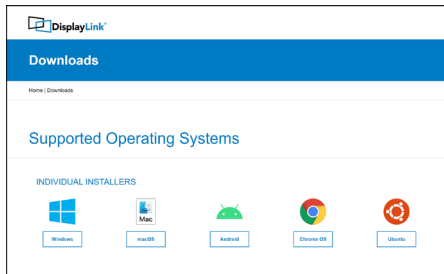 DisplayLink®
Downloads
Home | Downloads
Supported Operating Systems
INDIVIDUAL INSTALLERS
Mac
Windows
macOS
Android
Chrome OS
Ubuntu